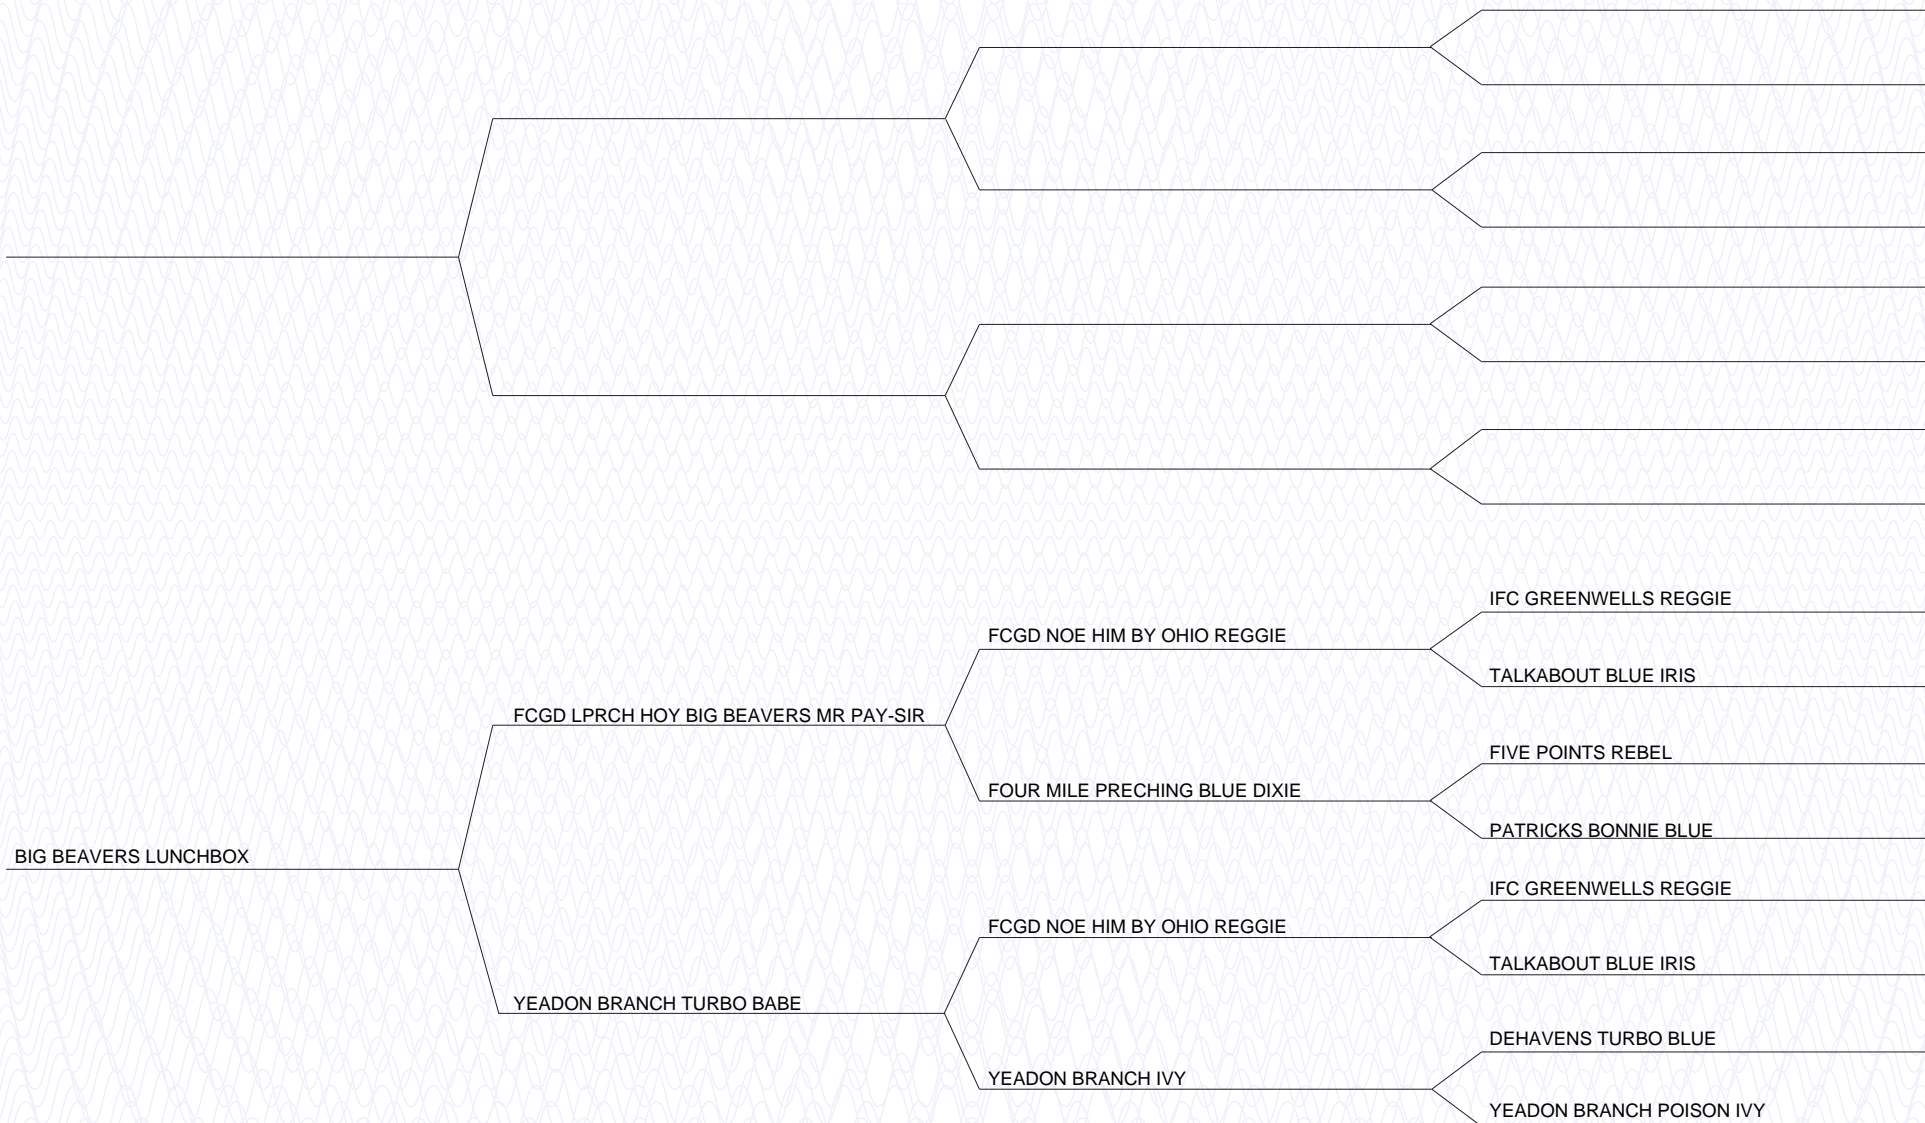 IFC GREENWELLS REGGIE
FCGD NOE HIM BY OHIO REGGIE
TALKABOUT BLUE IRIS
FCGD LPRCH HOY BIG BEAVERS MR PAY-SIR
FIVE POINTS REBEL
FOUR MILE PRECHING BLUE DIXIE
PATRICKS BONNIE BLUE
BIG BEAVERS LUNCHBOX
IFC GREENWELLS REGGIE
FCGD NOE HIM BY OHIO REGGIE
TALKABOUT BLUE IRIS
YEADON BRANCH TURBO BABE
DEHAVENS TURBO BLUE
YEADON BRANCH IVY
YEADON BRANCH POISON IVY